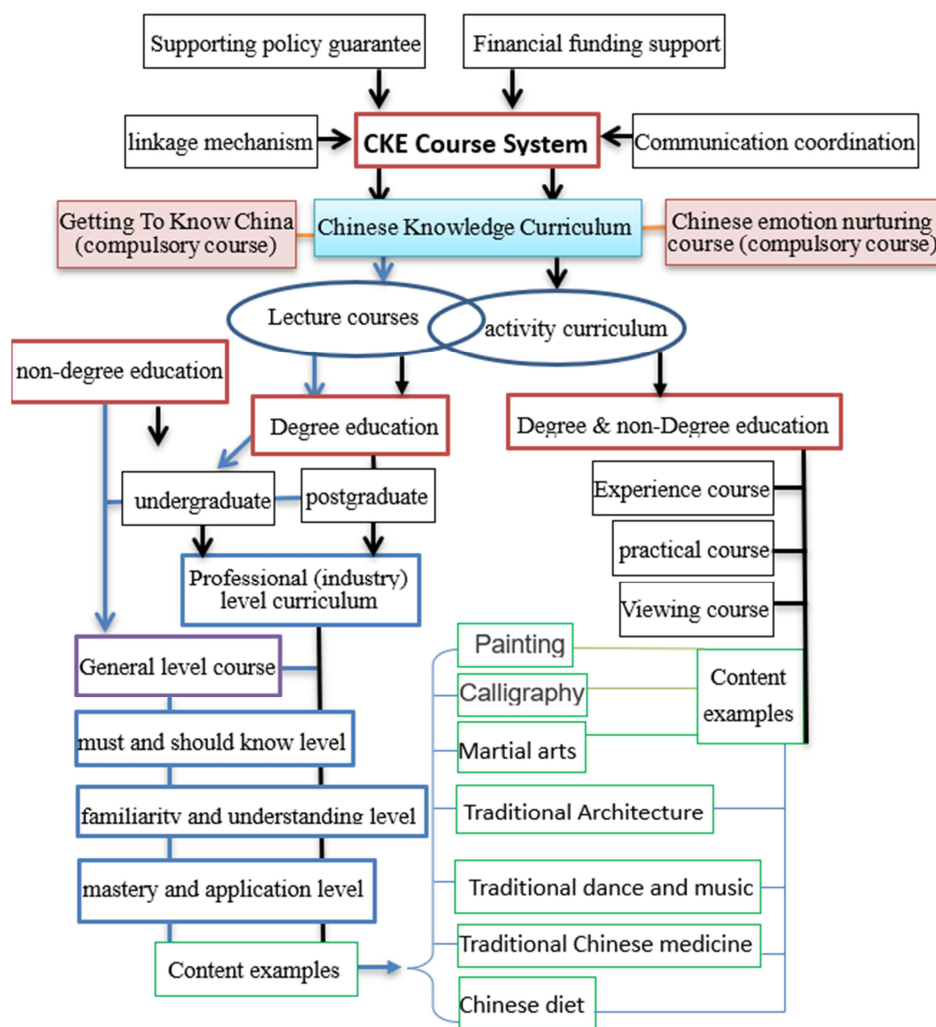 Supporting policy guarantee
Financial funding support
linkage mechanism
CKE Course System
Communication coordination
Getting To Know China
(compulsory course)
Chinese Knowledge Curriculum
Chinese emotion nurturing
course (compulsory course)
Lecture courses
activity curriculum
non-degree education
Degree education
Degree & non-Degree education
undergraduate
postgraduate
Experience course
practical course
Viewing course
Professional (industry)
level curriculum
General level course
must and should know level
familiarity and understanding level
mastery and application level
Content examples
Painting
Calligraphy
Martial arts
Traditional Architecture
Traditional dance and music
Traditional Chinese medicine
Chinese diet
Content
examples